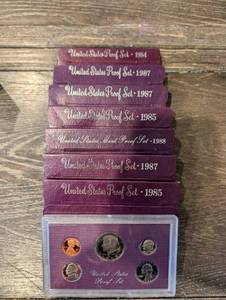 United States Proof Set · 1984
United States Proof Set · 1987
United States Proof Set · 1987
United States Proof Set · 1985
United States Mint Proof Set · 1988
United States Proof Set · 1987
United States Proof Set · 1985
United States
Proof Set